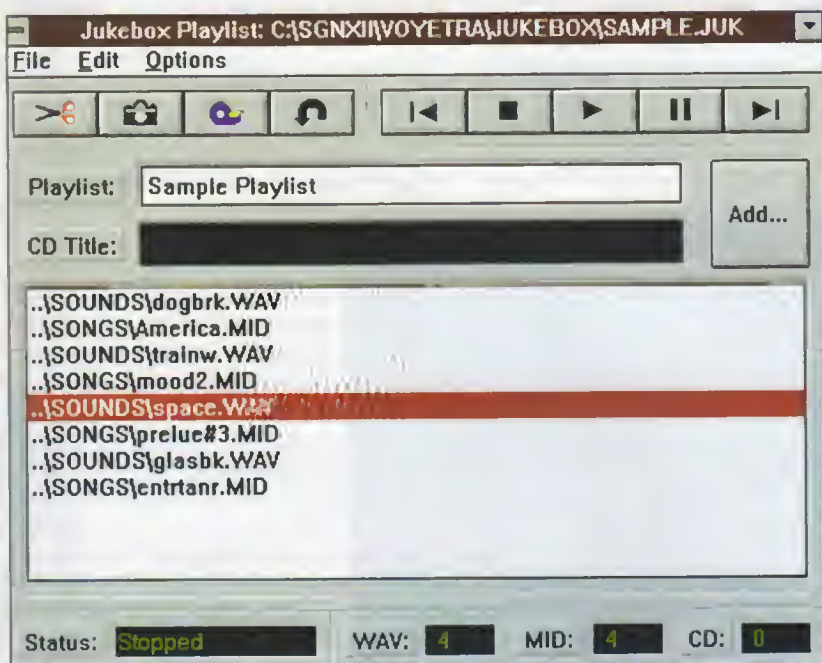 Jukebox Playlist: C:\SGNXII\VOYETRA\JUKEBOX\SAMPLE.JUK
File Edit Options
Playlist: Sample Playlist
Add...
CD Title:
..\SOUNDS\dogbrk.WAV
..\SONGS\America.MID
..\SOUNDS\trainw.WAV
..\SONGS\mood2.MID
..\SOUNDS\space.WAV
..\SONGS\prelue#3.MID
..\SOUNDS\glasbk.WAV
..\SONGS\entrtanr.MID
Status: Stopped WAV: 4 MID: 4 CD: 0